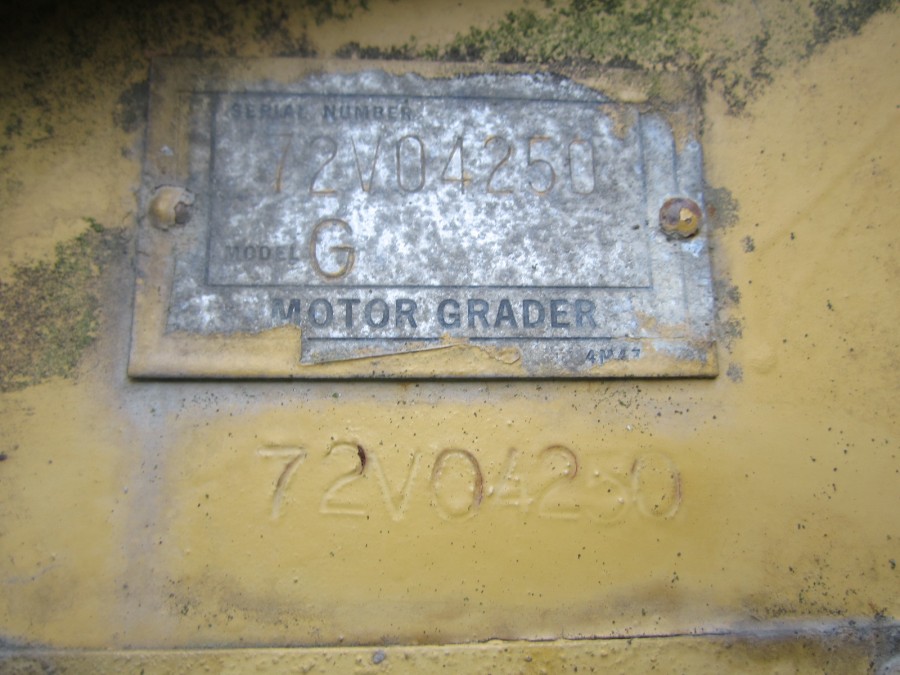 SERIAL NUMBER
72V04250
MODEL G
MOTOR GRADER
72V04250